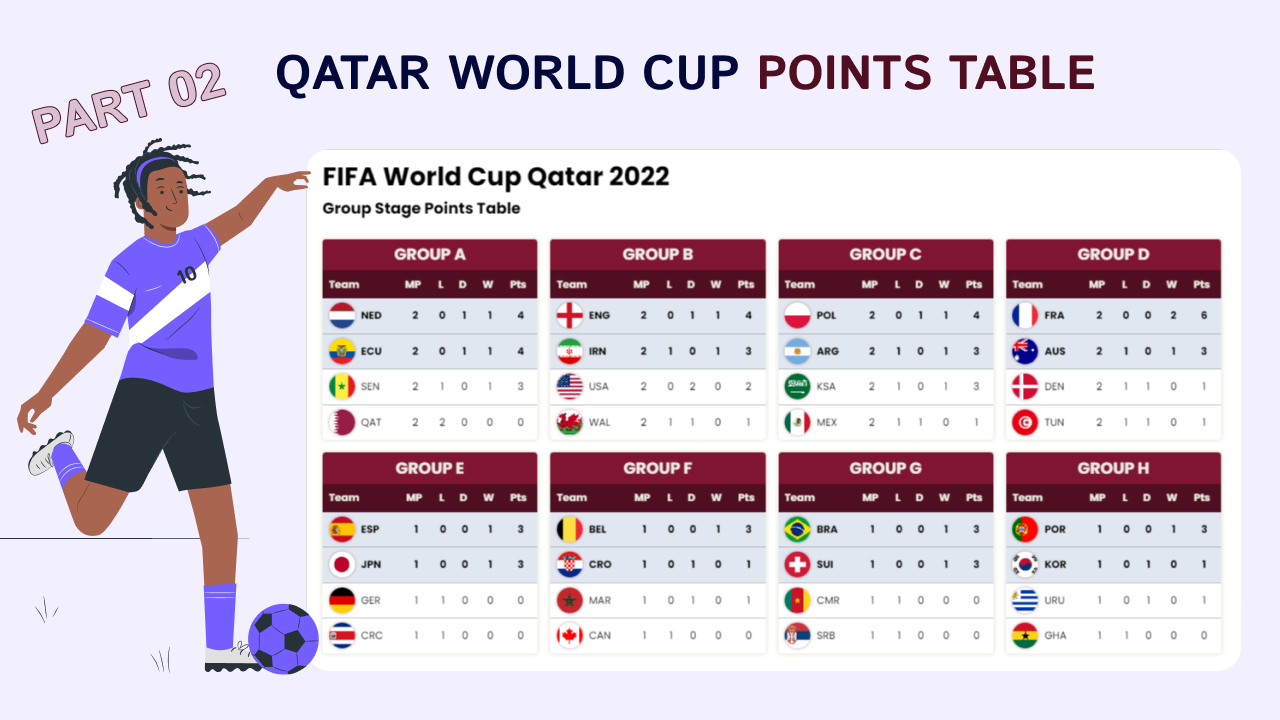 QATAR WORLD CUP POINTS TABLE
PART 02
10
FIFA World Cup Qatar 2022
Group Stage Points Table
GROUP A
Team MP L D W Pts
NED 2 0 1 1 4
ECU 2 0 1 1 4
SEN 2 1 0 1 3
QAT 2 2 0 0 0
GROUP B
Team MP L D W Pts
ENG 2 0 1 1 4
IRN 2 1 0 1 3
USA 2 0 2 0 2
WAL 2 1 1 0 1
GROUP C
Team MP L D W Pts
POL 2 0 1 1 4
ARG 2 1 0 1 3
KSA 2 1 0 1 3
MEX 2 1 1 0 1
GROUP D
Team MP L D W Pts
FRA 2 0 0 2 6
AUS 2 1 0 1 3
DEN 2 1 1 0 1
TUN 2 1 1 0 1
GROUP E
Team MP L D W Pts
ESP 1 0 0 1 3
JPN 1 0 0 1 3
GER 1 1 0 0 0
CRC 1 1 0 0 0
GROUP F
Team MP L D W Pts
BEL 1 0 0 1 3
CRO 1 0 1 0 1
MAR 1 0 1 0 1
CAN 1 1 0 0 0
GROUP G
Team MP L D W Pts
BRA 1 0 0 1 3
SUI 1 0 0 1 3
CMR 1 1 0 0 0
SRB 1 1 0 0 0
GROUP H
Team MP L D W Pts
POR 1 0 0 1 3
KOR 1 0 1 0 1
URU 1 0 1 0 1
GHA 1 1 0 0 0